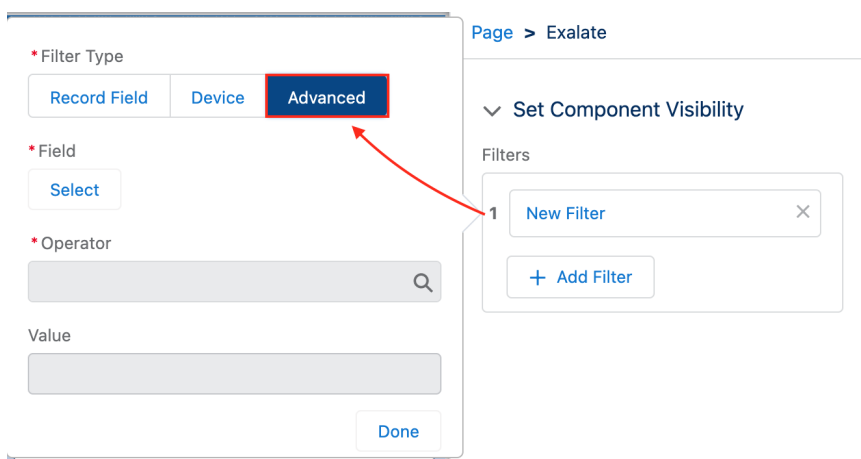 * Filter Type
Record Field
Device
Advanced
* Field
Select
* Operator
Value
Done
Page > Exalate
Set Component Visibility
Filters
1 New Filter ×
+ Add Filter